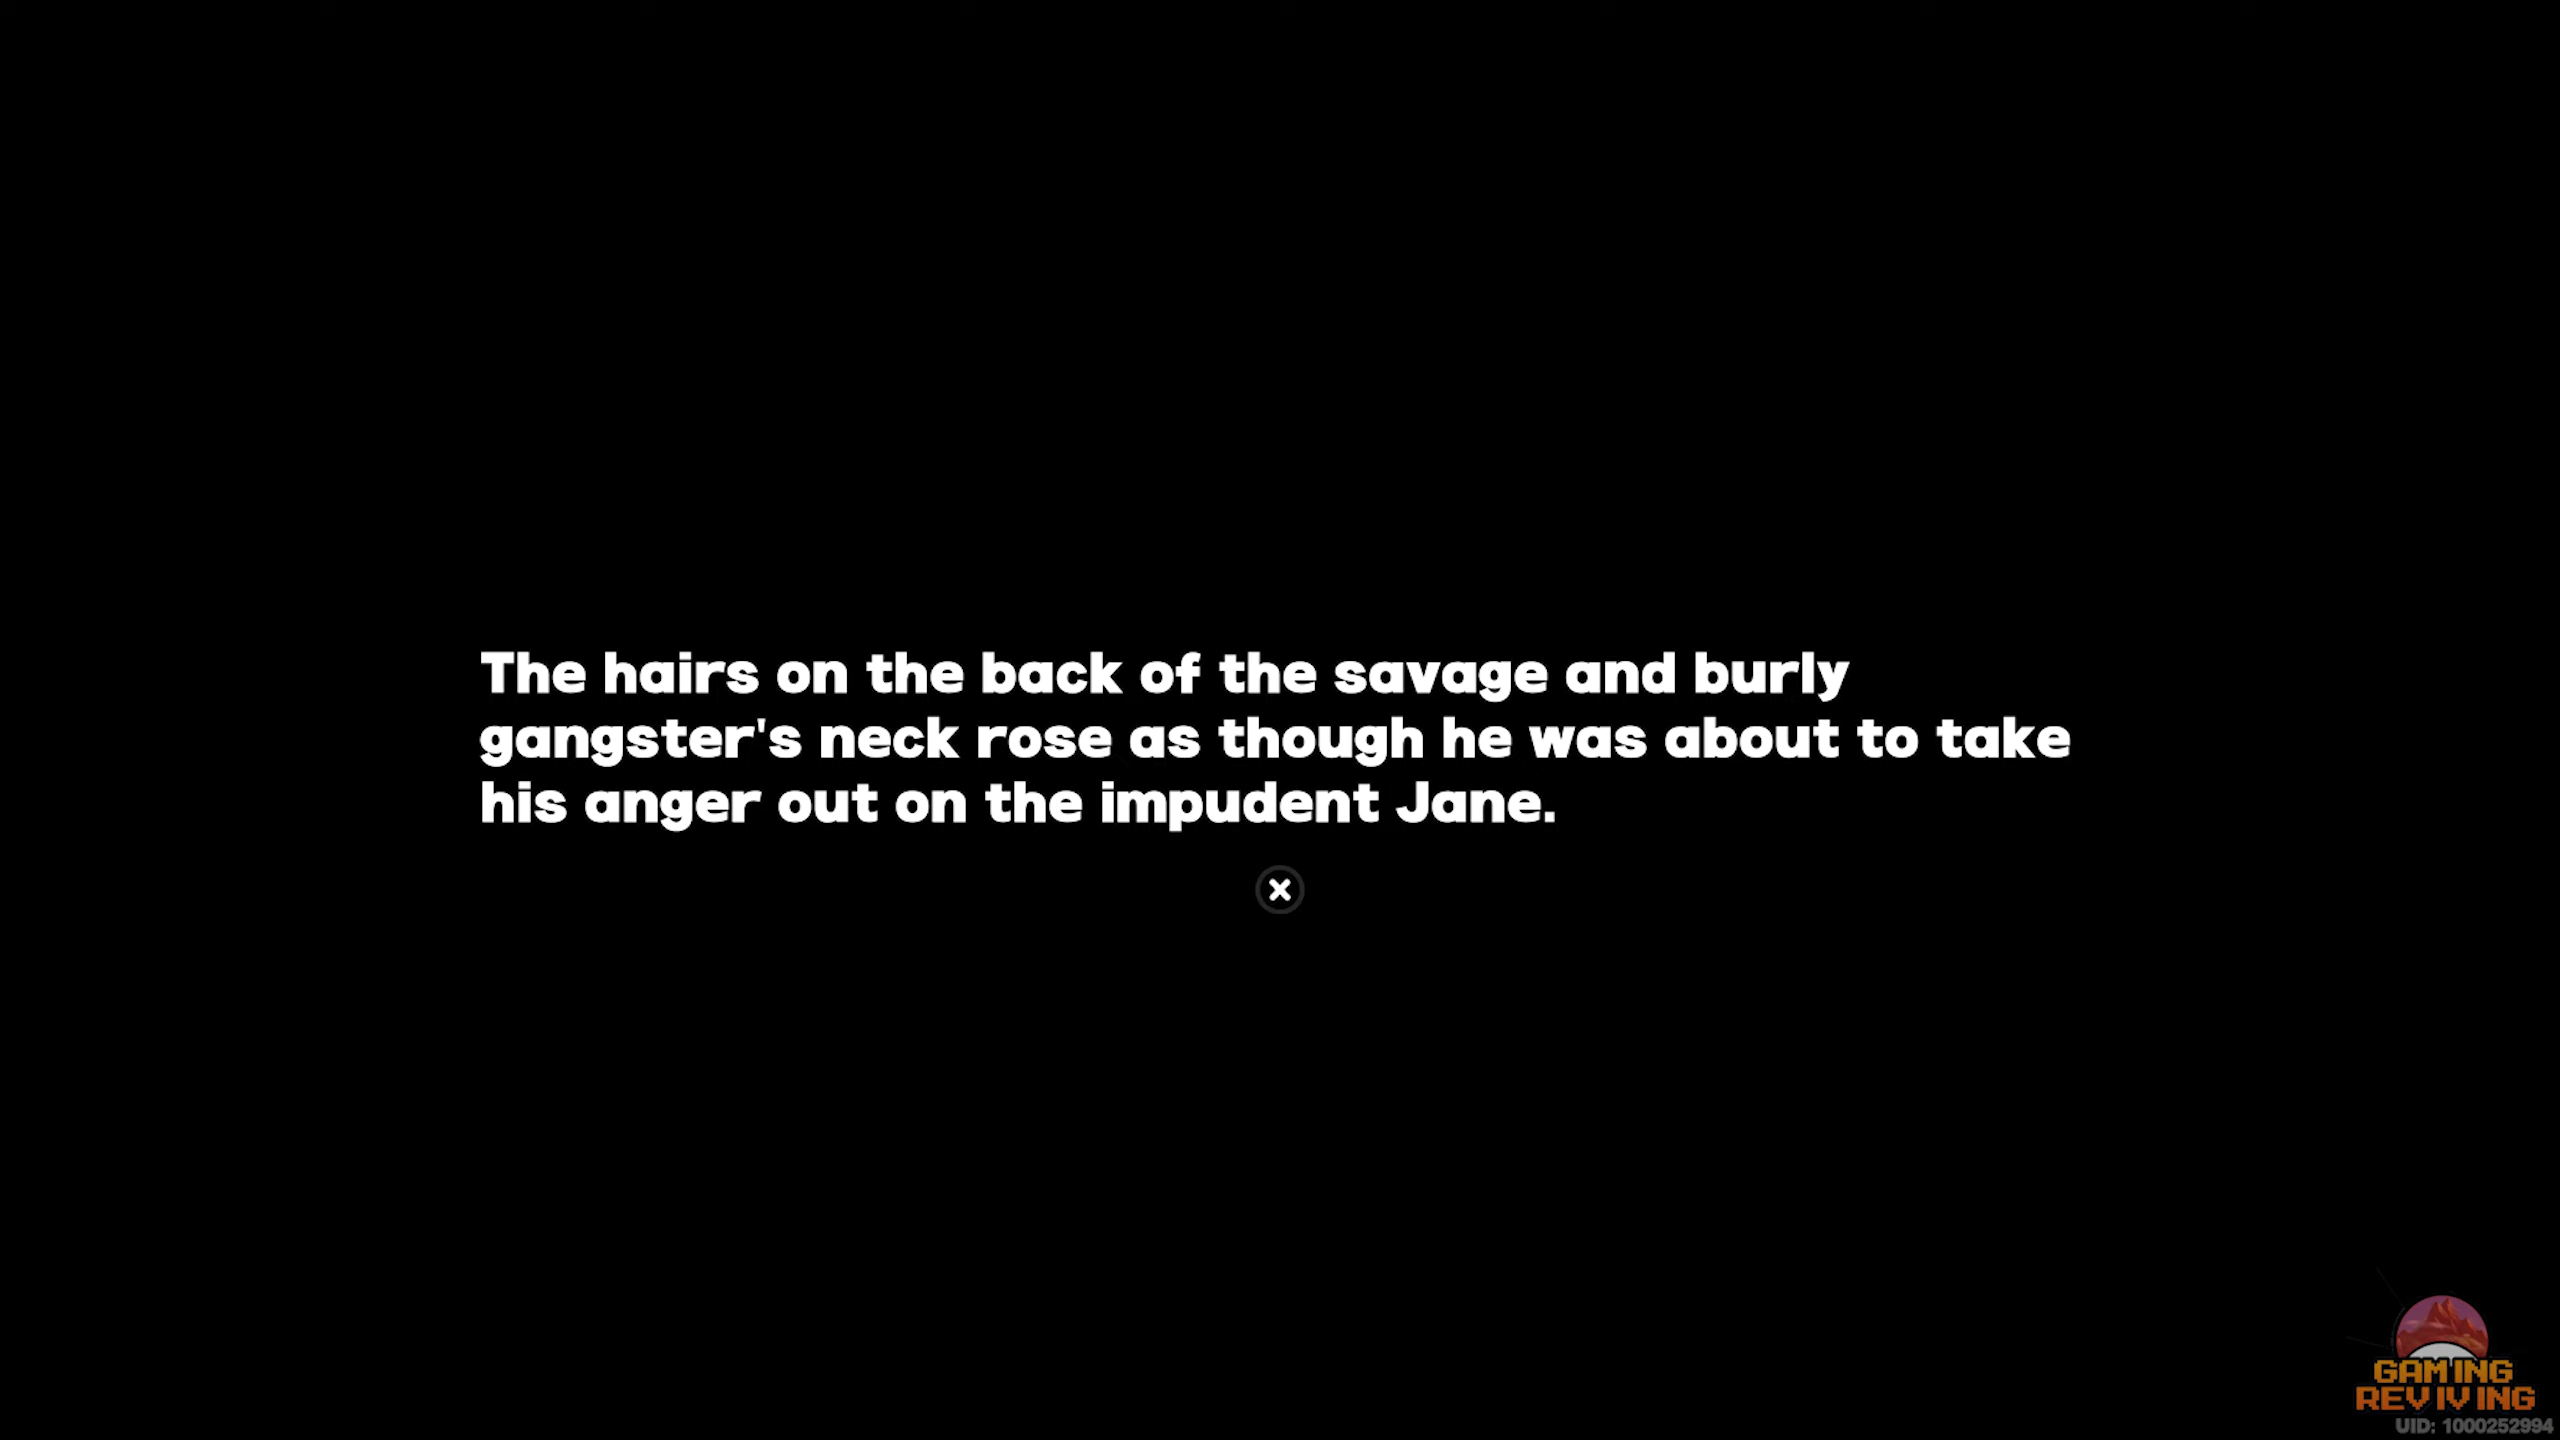 The hairs on the back of the savage and burly
gangster's neck rose as though he was about to take
his anger out on the impudent Jane.
GAMING
REVIVING
UID: 1000252994